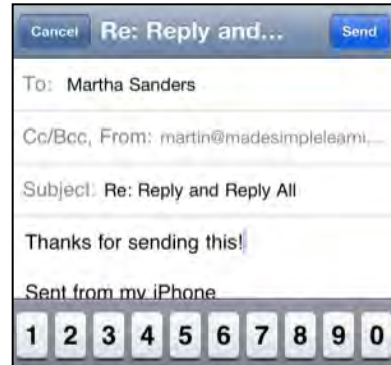 Cancel Re: Reply and... Send
To: Martha Sanders
Cc/Bcc, From: martin@madesimplelearni...
Subject: Re: Reply and Reply All
Thanks for sending this!
Sent from my iPhone
1 2 3 4 5 6 7 8 9 0